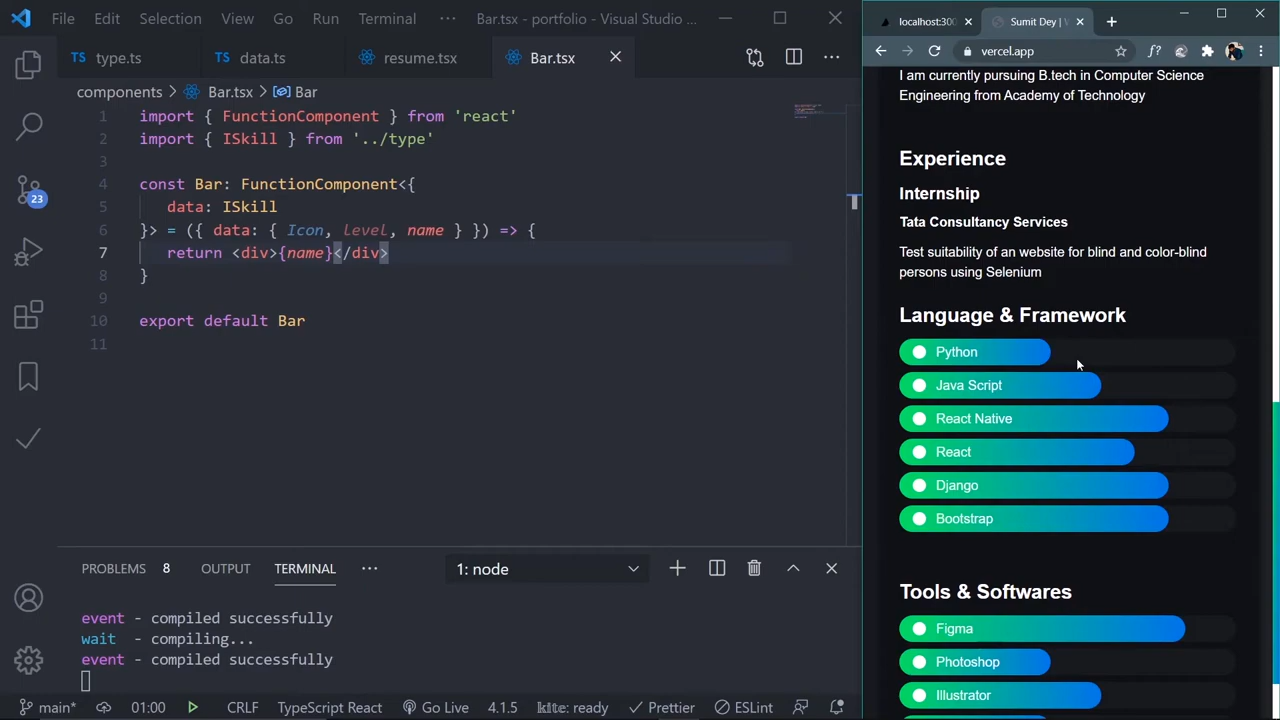 File Edit Selection View Go Run Terminal ··· Bar.tsx - portfolio - Visual Studio ...
TS type.ts
TS data.ts
resume.tsx
Bar.tsx
components > Bar.tsx > Bar
1 import { FunctionComponent } from 'react'
2 import { ISkill } from '../type'
3
4 const Bar: FunctionComponent<{
5 data: ISkill
6 }> = ({ data: { Icon, Level, name } }) => {
7 return <div>{name}</div>
8 }
9
10 export default Bar
11
23
PROBLEMS 8 OUTPUT TERMINAL ··· 1: node
event - compiled successfully
wait - compiling...
event - compiled successfully
main* 01:00 CRLF TypeScript React Go Live 4.1.5 kite: ready Prettier ESLint
localhost:300
Sumit Dey |
vercel.app
f?
I am currently pursuing B.tech in Computer Science
Engineering from Academy of Technology
Experience
Internship
Tata Consultancy Services
Test suitability of an website for blind and color-blind
persons using Selenium
Language & Framework
Python
Java Script
React Native
React
Django
Bootstrap
Tools & Softwares
Figma
Photoshop
Illustrator